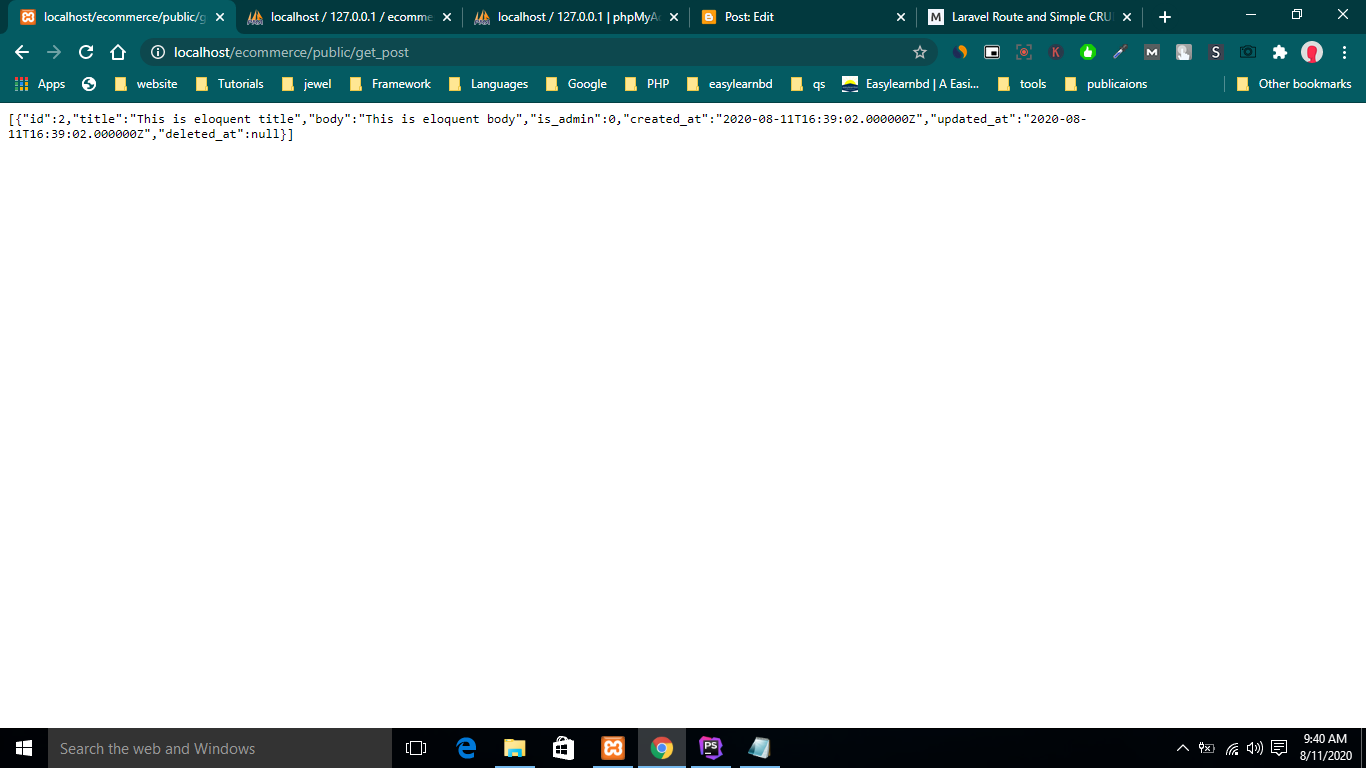 localhost/ecommerce/public/g
localhost / 127.0.0.1 / ecomme
localhost / 127.0.0.1 | phpMyAd
Post: Edit
M
Laravel Route and Simple CRU
localhost/ecommerce/public/get_post
K
M
S
Apps
website
Tutorials
jewel
Framework
Languages
Google
PHP
easylearnbd
qs
Easylearnbd | A Easi...
tools
publicaions
Other bookmarks
[{"id":2,"title":"This is eloquent title","body":"This is eloquent body","is_admin":0,"created_at":"2020-08-11T16:39:02.000000Z","updated_at":"2020-08-
11T16:39:02.000000Z","deleted_at":null}]
Search the web and Windows
PS
9:40 AM
8/11/2020